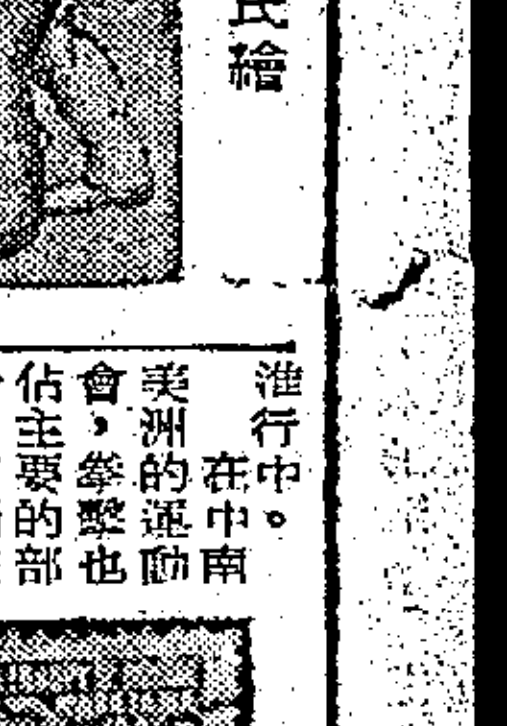 氏繪
進行中。
在中南
美洲的運動
會，拳擊也
佔主要的部